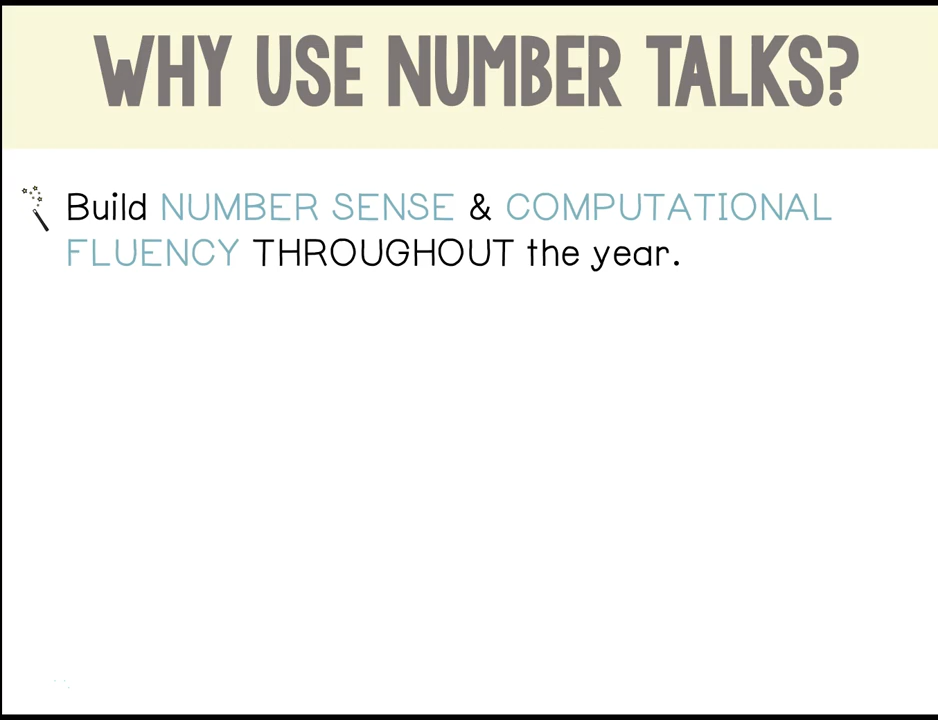 WHY USE NUMBER TALKS?
Build NUMBER SENSE & COMPUTATIONAL
FLUENCY THROUGHOUT the year.